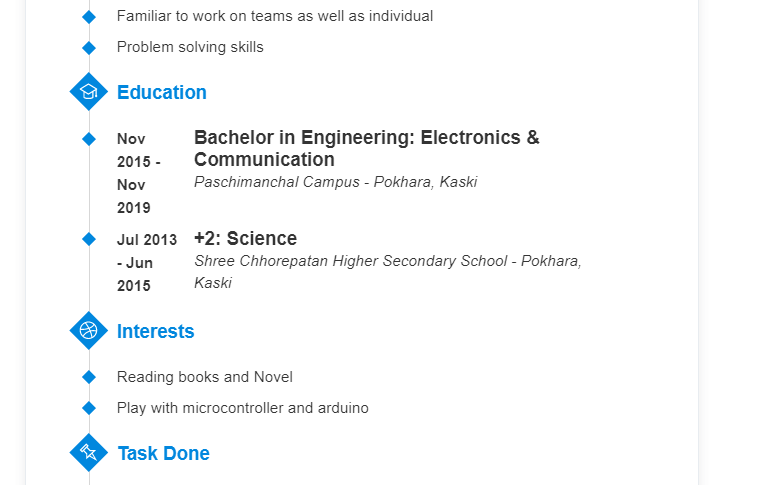 Familiar to work on teams as well as individual
Problem solving skills
Education
Nov 2015 - Nov 2019
Bachelor in Engineering: Electronics &
Communication
Paschimanchal Campus - Pokhara, Kaski
Jul 2013 - Jun 2015
+2: Science
Shree Chhorepatan Higher Secondary School - Pokhara,
Kaski
Interests
Reading books and Novel
Play with microcontroller and arduino
Task Done